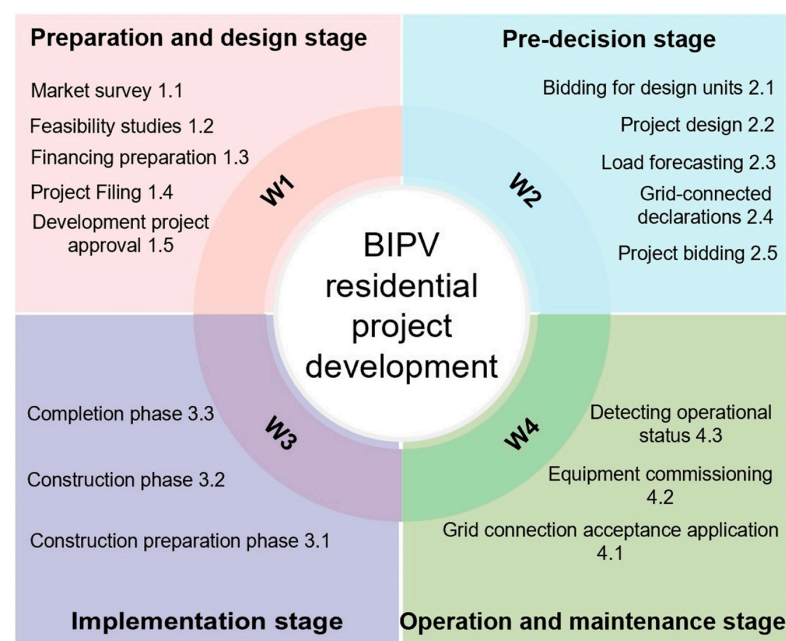 Preparation and design stage
Market survey 1.1
Feasibility studies 1.2
Financing preparation 1.3
Project Filing 1.4
Development project
approval 1.5
W1
Pre-decision stage
Bidding for design units 2.1
Project design 2.2
Load forecasting 2.3
Grid-connected
declarations 2.4
Project bidding 2.5
W2
BIPV
residential
project
development
Completion phase 3.3
Construction phase 3.2
Construction preparation phase 3.1
W3
Implementation stage
Detecting operational
status 4.3
Equipment commissioning
4.2
Grid connection acceptance application
4.1
W4
Operation and maintenance stage